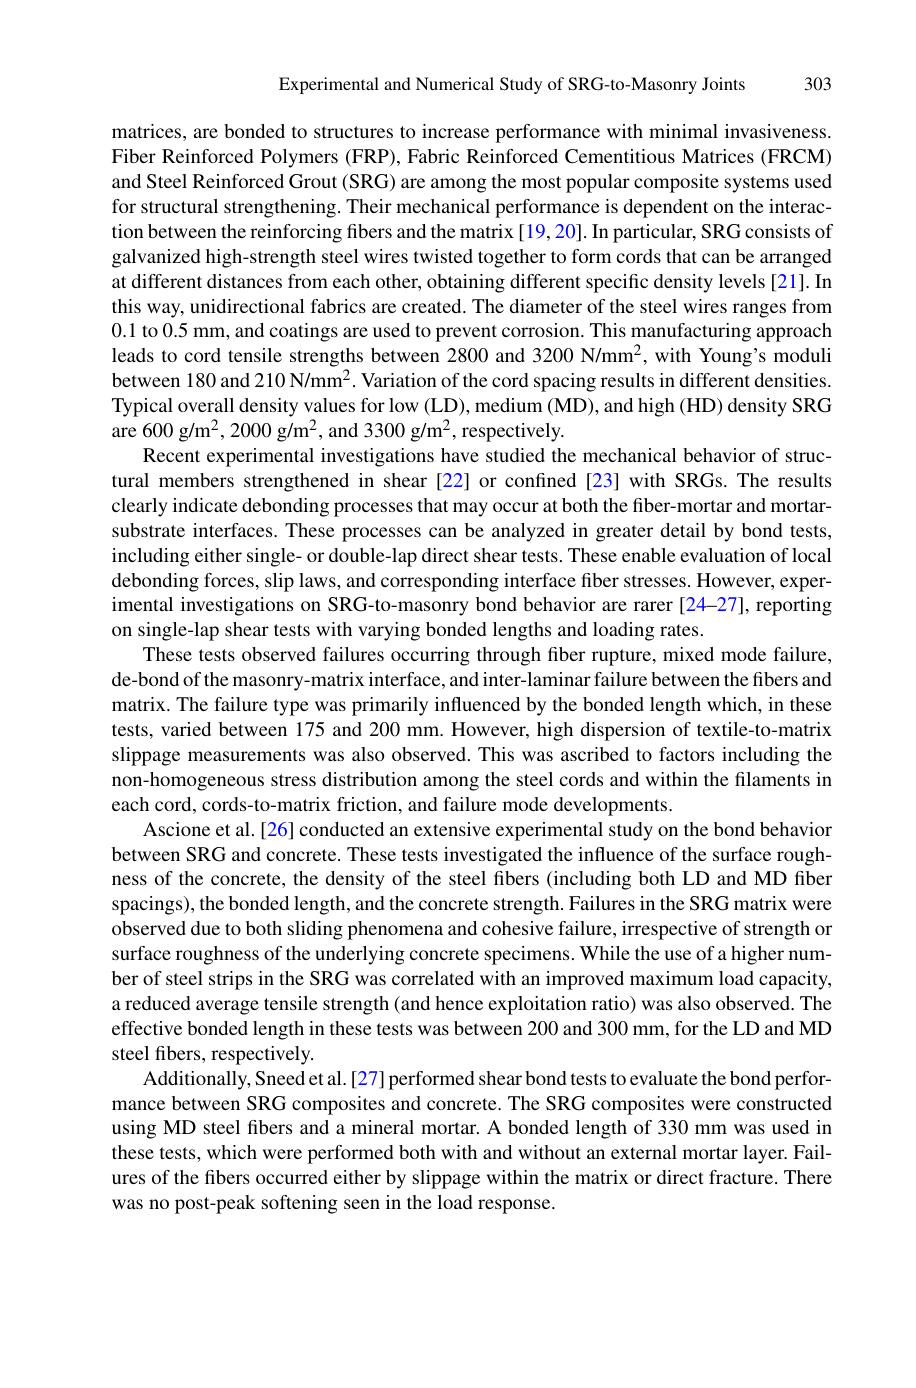 Experimental and Numerical Study of SRG-to-Masonry Joints 303
matrices, are bonded to structures to increase performance with minimal invasiveness.
Fiber Reinforced Polymers (FRP), Fabric Reinforced Cementitious Matrices (FRCM)
and Steel Reinforced Grout (SRG) are among the most popular composite systems used
for structural strengthening. Their mechanical performance is dependent on the interac-
tion between the reinforcing fibers and the matrix [19, 20]. In particular, SRG consists of
galvanized high-strength steel wires twisted together to form cords that can be arranged
at different distances from each other, obtaining different specific density levels [21]. In
this way, unidirectional fabrics are created. The diameter of the steel wires ranges from
0.1 to 0.5 mm, and coatings are used to prevent corrosion. This manufacturing approach
leads to cord tensile strengths between 2800 and 3200 N/mm², with Young's moduli
between 180 and 210 N/mm². Variation of the cord spacing results in different densities.
Typical overall density values for low (LD), medium (MD), and high (HD) density SRG
are 600 g/m², 2000 g/m², and 3300 g/m², respectively.
Recent experimental investigations have studied the mechanical behavior of struc-
tural members strengthened in shear [22] or confined [23] with SRGs. The results
clearly indicate debonding processes that may occur at both the fiber-mortar and mortar-
substrate interfaces. These processes can be analyzed in greater detail by bond tests,
including either single- or double-lap direct shear tests. These enable evaluation of local
debonding forces, slip laws, and corresponding interface fiber stresses. However, exper-
imental investigations on SRG-to-masonry bond behavior are rarer [24–27], reporting
on single-lap shear tests with varying bonded lengths and loading rates.
These tests observed failures occurring through fiber rupture, mixed mode failure,
de-bond of the masonry-matrix interface, and inter-laminar failure between the fibers and
matrix. The failure type was primarily influenced by the bonded length which, in these
tests, varied between 175 and 200 mm. However, high dispersion of textile-to-matrix
slippage measurements was also observed. This was ascribed to factors including the
non-homogeneous stress distribution among the steel cords and within the filaments in
each cord, cords-to-matrix friction, and failure mode developments.
Ascione et al. [26] conducted an extensive experimental study on the bond behavior
between SRG and concrete. These tests investigated the influence of the surface rough-
ness of the concrete, the density of the steel fibers (including both LD and MD fiber
spacings), the bonded length, and the concrete strength. Failures in the SRG matrix were
observed due to both sliding phenomena and cohesive failure, irrespective of strength or
surface roughness of the underlying concrete specimens. While the use of a higher num-
ber of steel strips in the SRG was correlated with an improved maximum load capacity,
a reduced average tensile strength (and hence exploitation ratio) was also observed. The
effective bonded length in these tests was between 200 and 300 mm, for the LD and MD
steel fibers, respectively.
Additionally, Sneed et al. [27] performed shear bond tests to evaluate the bond perfor-
mance between SRG composites and concrete. The SRG composites were constructed
using MD steel fibers and a mineral mortar. A bonded length of 330 mm was used in
these tests, which were performed both with and without an external mortar layer. Fail-
ures of the fibers occurred either by slippage within the matrix or direct fracture. There
was no post-peak softening seen in the load response.